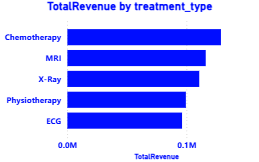 TotalRevenue by treatment_type
Chemotherapy
MRI
X-Ray
Physiotherapy
ECG
0.0M 0.1M
TotalRevenue